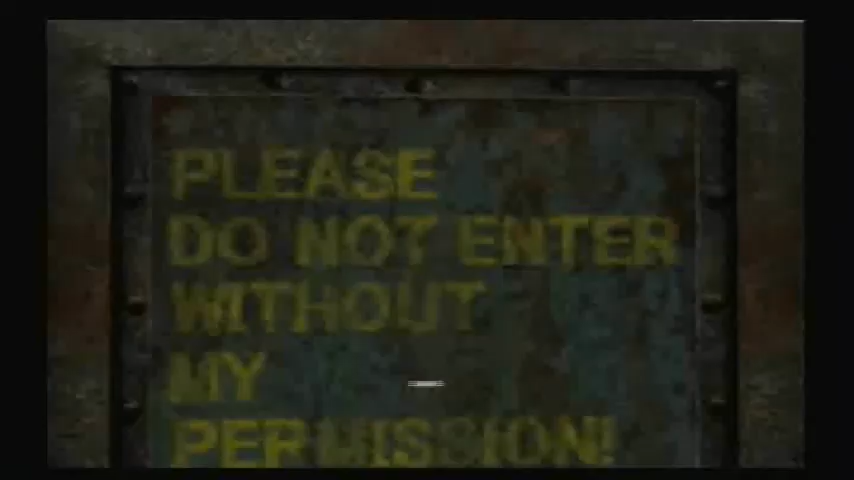 PLEASE
DO NOT ENTER
WITHOUT
MY
PERMISSION!